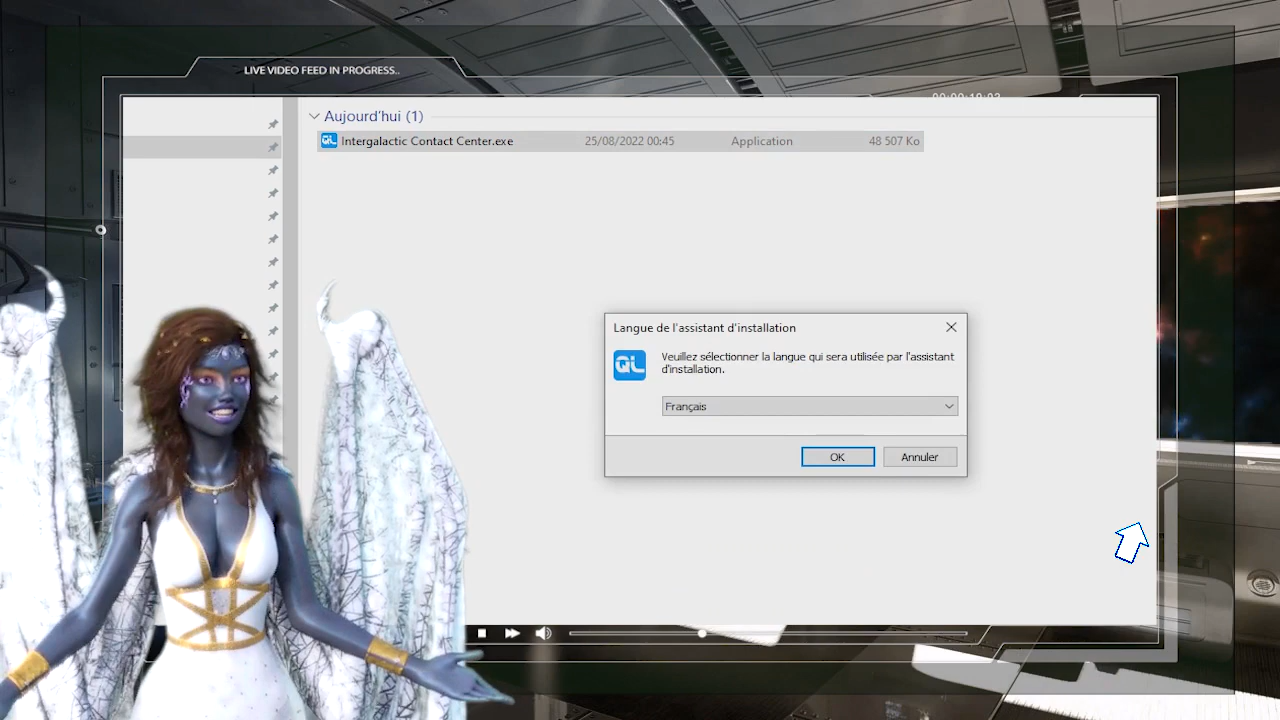 LIVE VIDEO FEED IN PROGRESS..
Aujourd'hui (1)
QL Intergalactic Contact Center.exe 25/08/2022 00:45 Application 48 507 Ko
Langue de l'assistant d'installation
QL
Veuillez sélectionner la langue qui sera utilisée par l'assistant
d'installation.
Français
OK Annuler